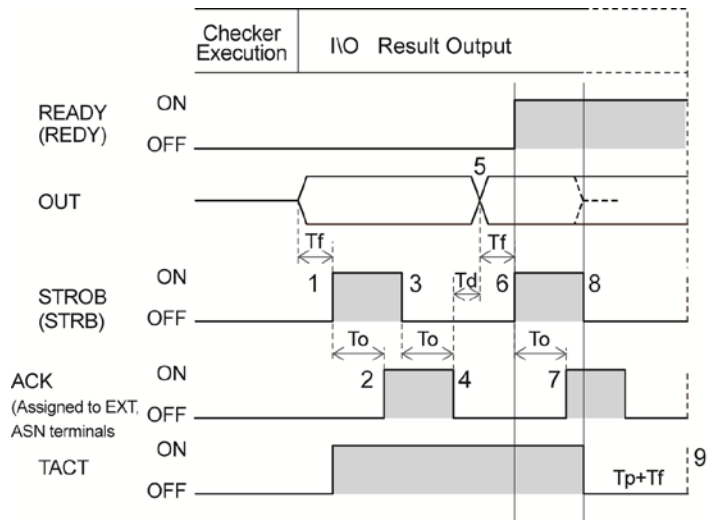 Checker
Execution
I\O Result Output
READY
(REDY)
ON
OFF
OUT
5
Tf
Tf
STROB
(STRB)
ON
OFF
1
3
Td
6
8
To
To
To
ACK
(Assigned to EXT,
ASN terminals
ON
OFF
2
4
7
TACT
ON
OFF
Tp+Tf
9